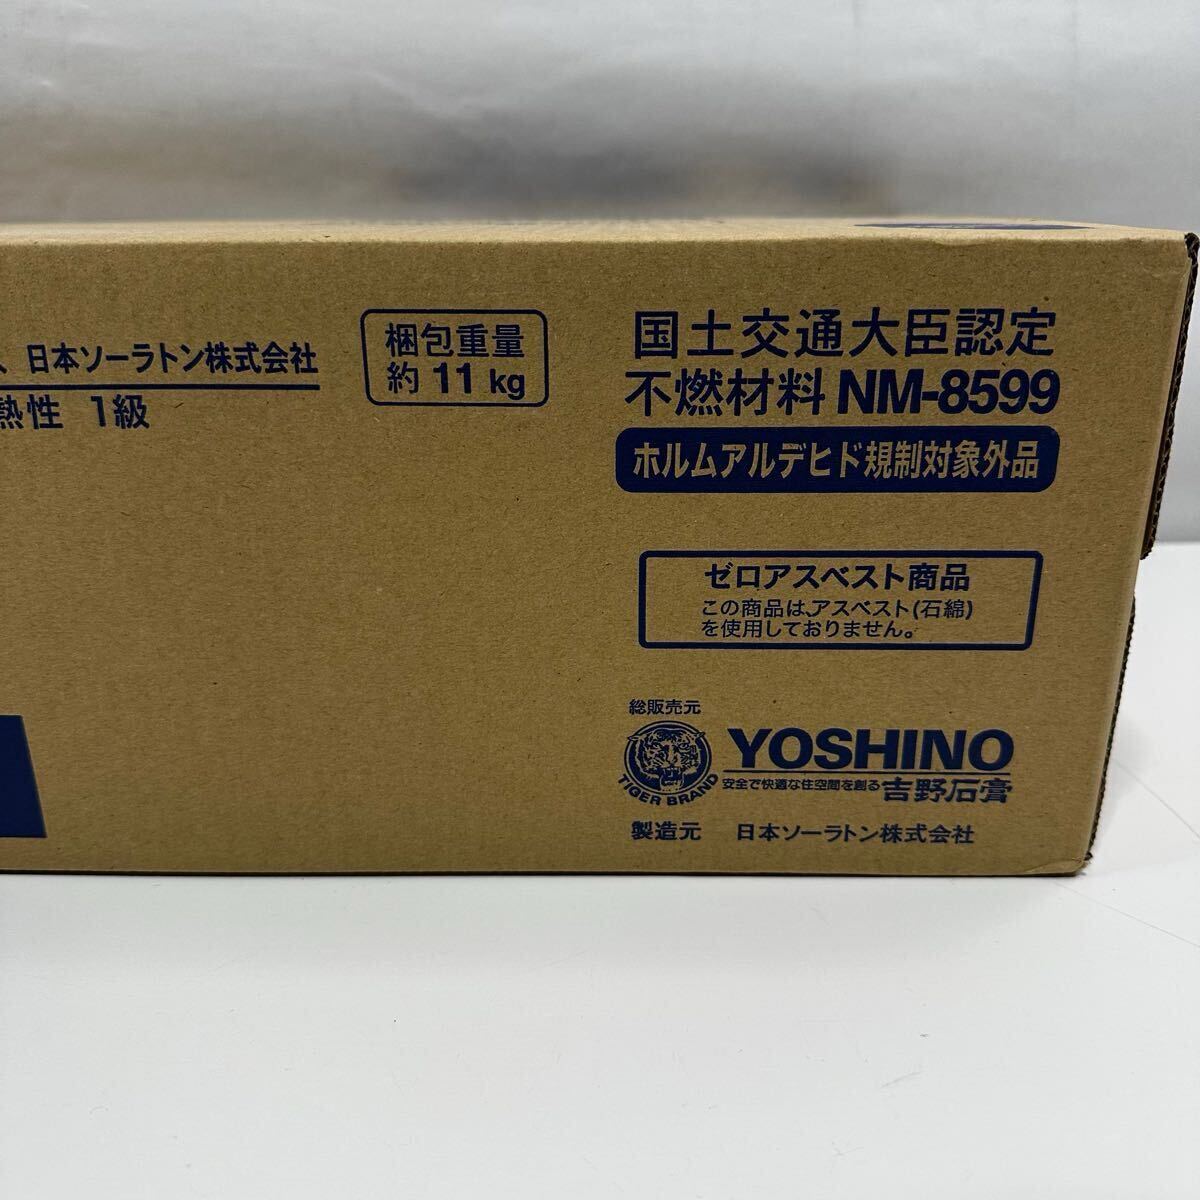 日本ソーラトン株式会社
熱性 1級
梱包重量
約 11 kg
国土交通大臣認定
不燃材料 NM-8599
ホルムアルデヒド規制対象外品
ゼロアスベスト商品
この商品は、アスベスト(石綿)
を使用しておりません。
総販売元
TIGER BRAND
YOSHINO
安全で快適な住空間を創る 吉野石膏
製造元 日本ソーラトン株式会社